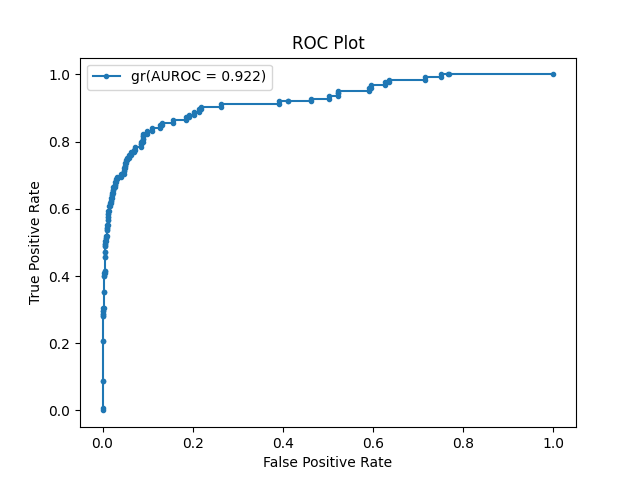 ROC Plot
gr(AUROC = 0.922)
True Positive Rate
1.0
0.8
0.6
0.4
0.2
0.0
0.0 0.2 0.4 0.6 0.8 1.0
False Positive Rate